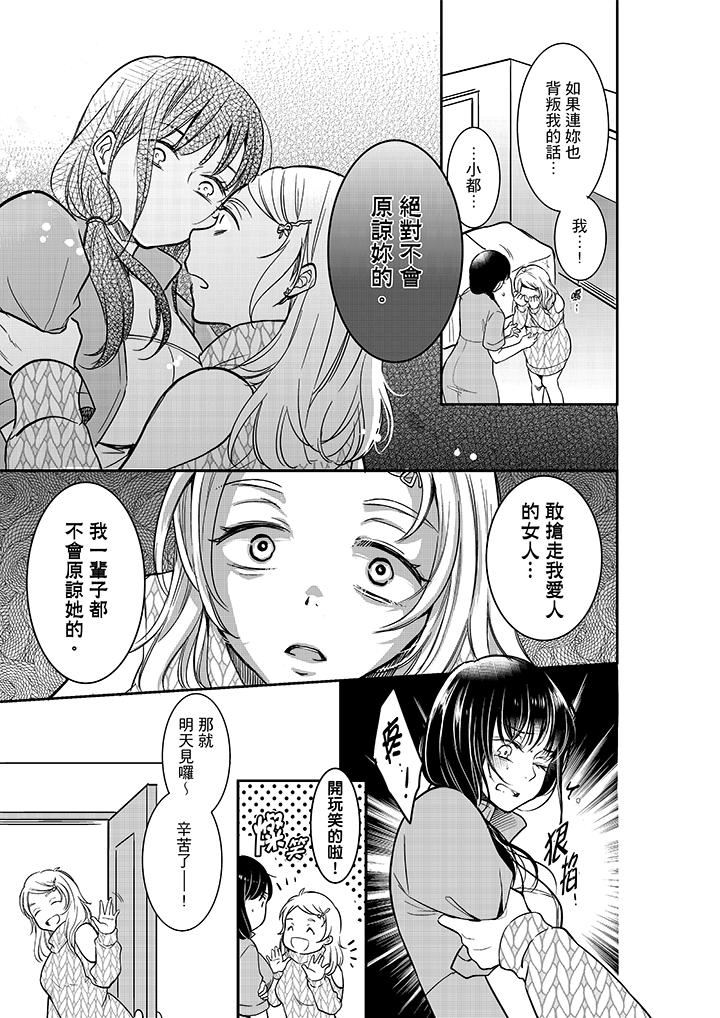 如果連妳也
背叛我的話…
…小都…
我…！
絕對不會
原諒妳的。
敢搶走我愛人
的女人…
我一輩子都
不會原諒她的。
疼！
狠掐！
開玩笑的啦！
燦笑
那就
明天見囉～
辛苦了──！